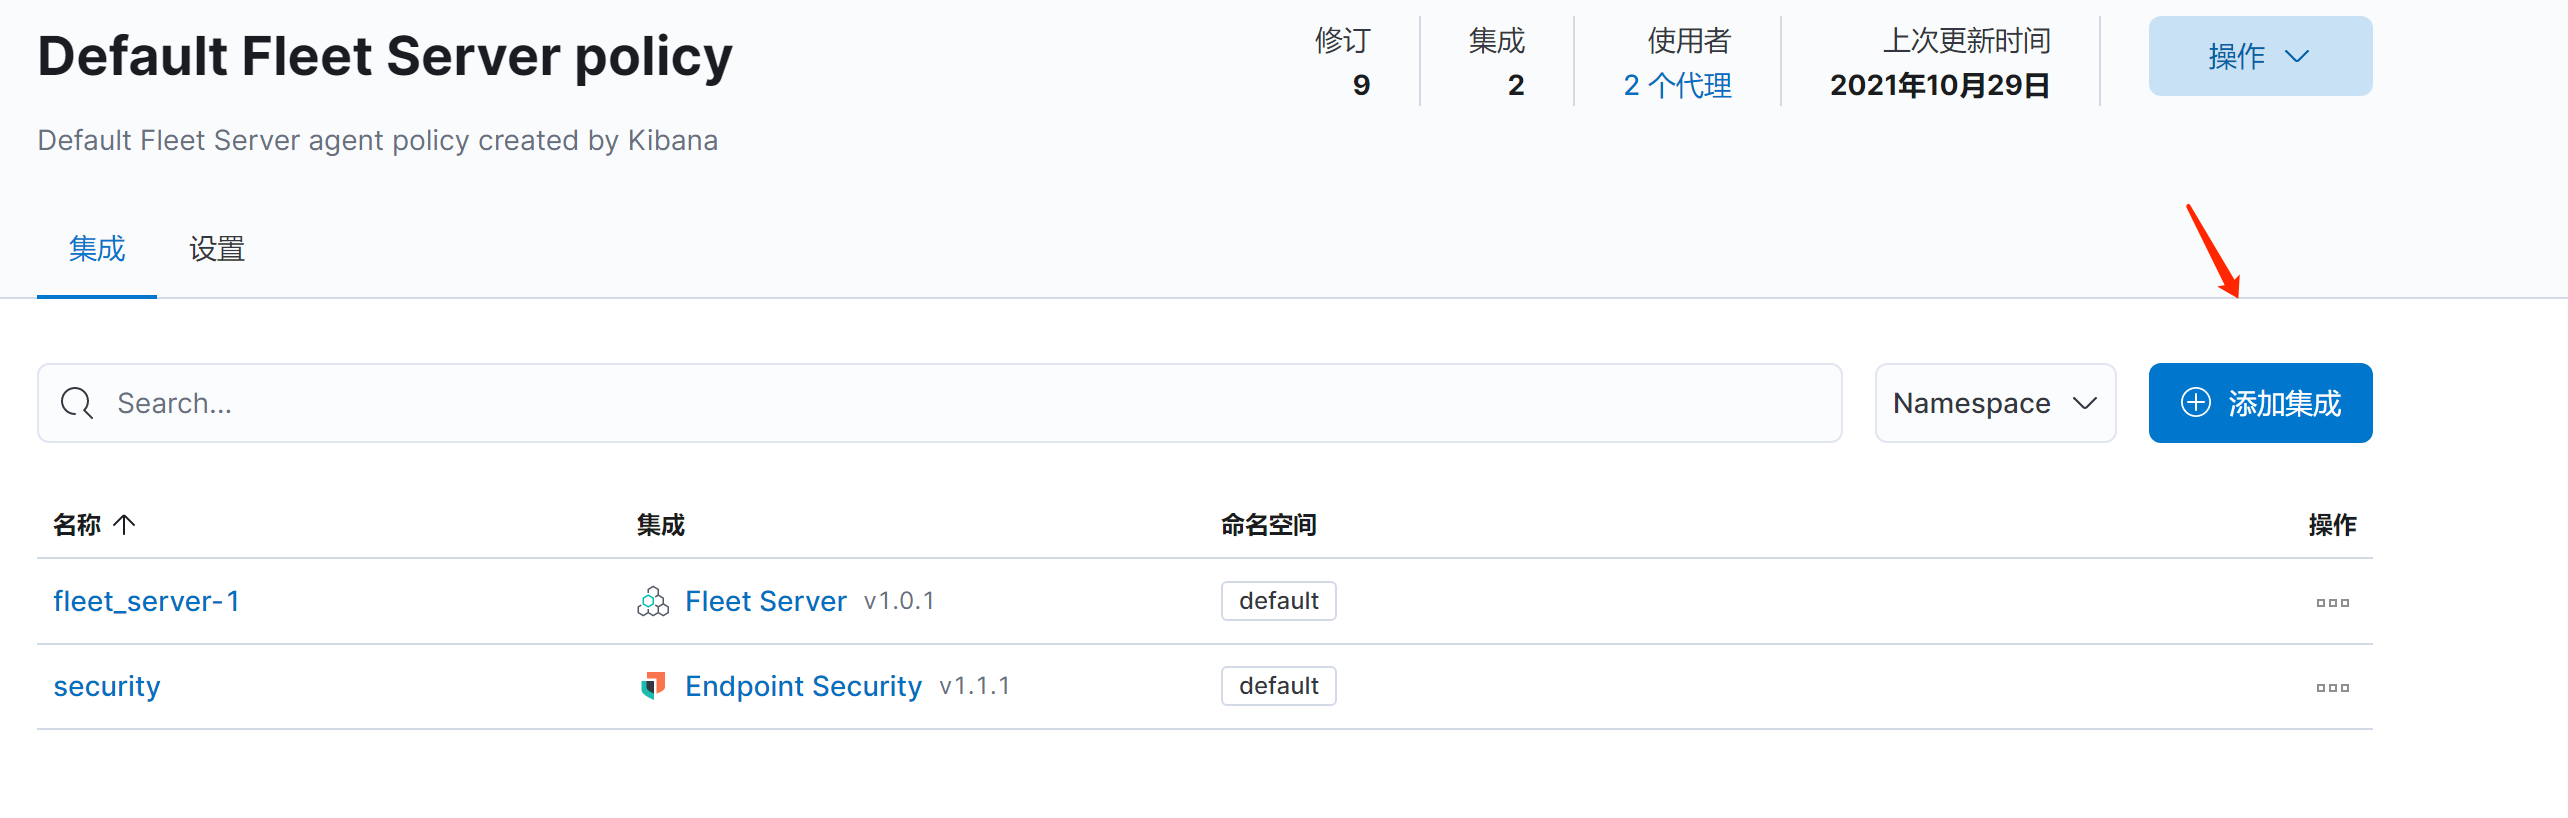 Default Fleet Server policy
修订 集成 使用者 上次更新时间 操作
9 2 2 个代理 2021年10月29日
Default Fleet Server agent policy created by Kibana
集成 设置
Search... Namespace 添加集成
名称 集成 命名空间 操作
fleet_server-1 Fleet Server v1.0.1 default
security Endpoint Security v1.1.1 default